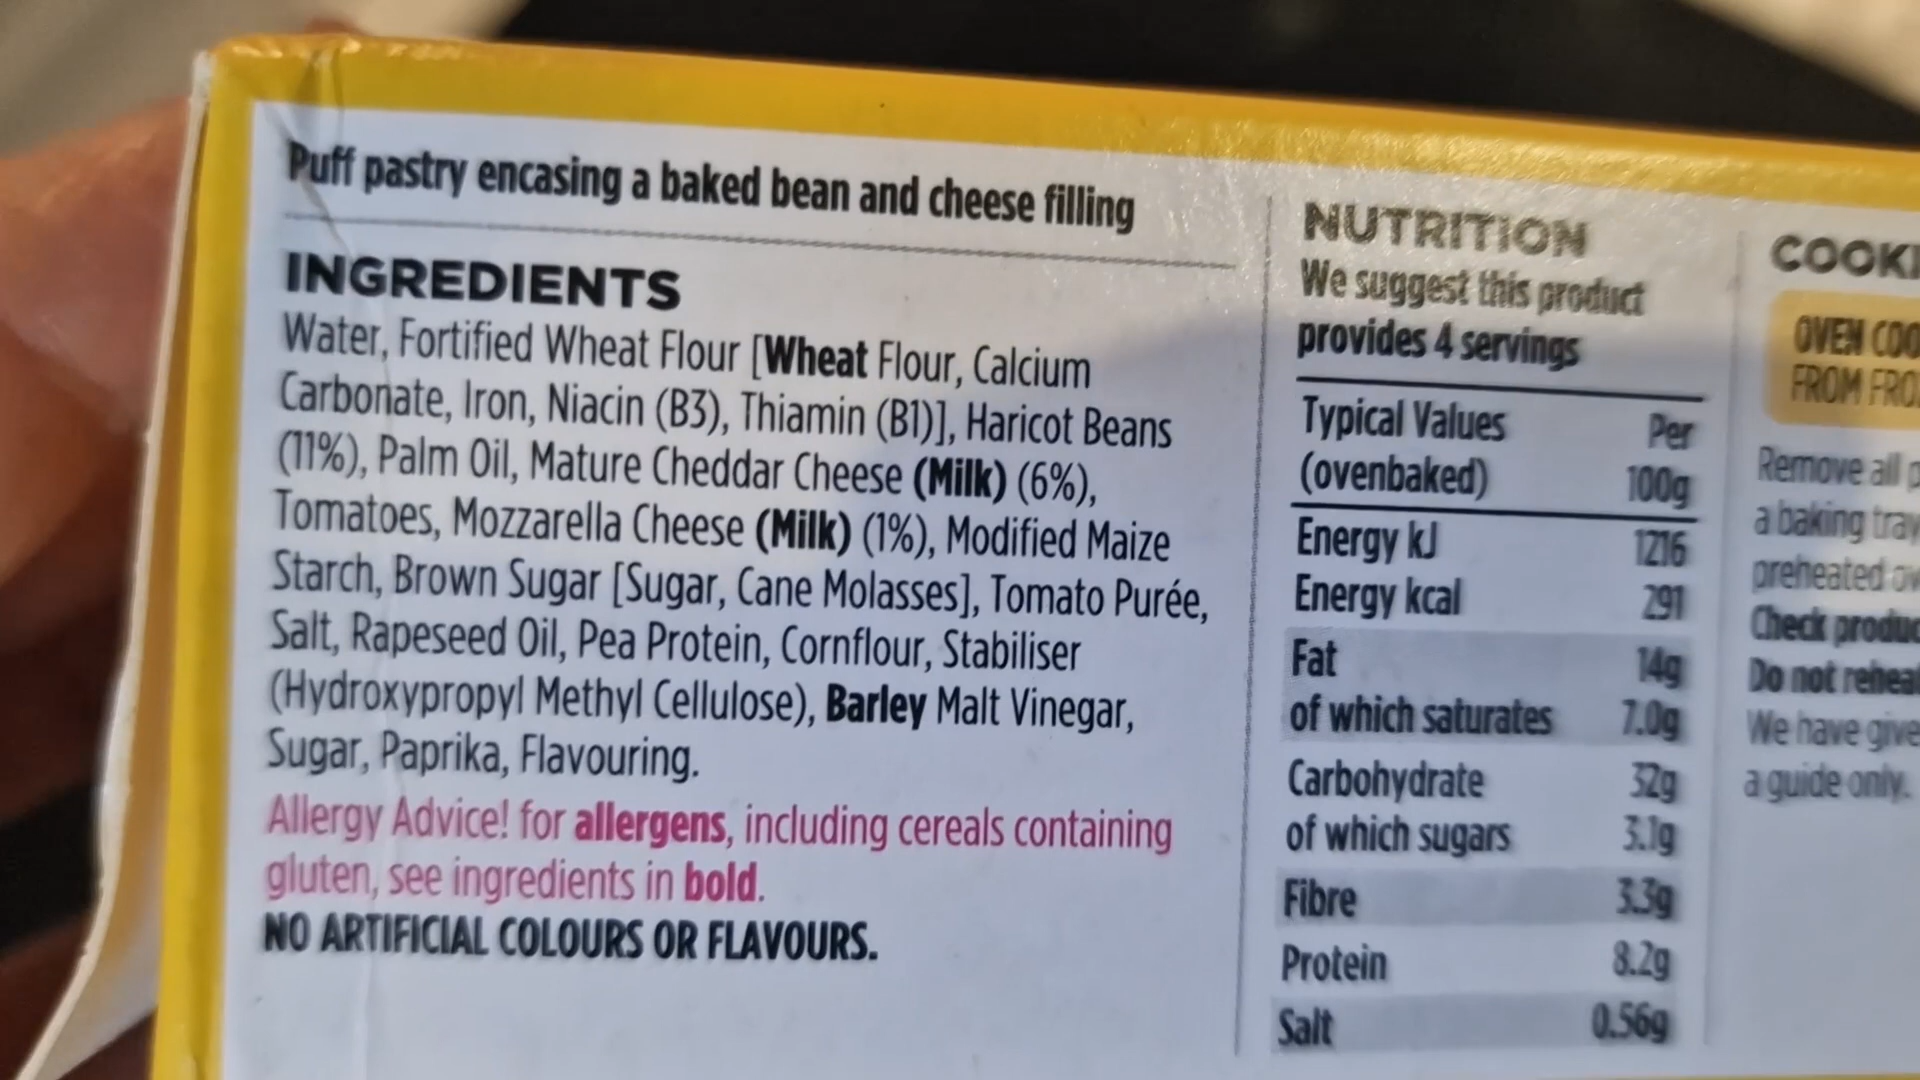 Puff pastry encasing a baked bean and cheese filling
INGREDIENTS
Water, Fortified Wheat Flour [Wheat Flour, Calcium
Carbonate, Iron, Niacin (B3), Thiamin (B1)], Haricot Beans
(11%), Palm Oil, Mature Cheddar Cheese (Milk) (6%),
Tomatoes, Mozzarella Cheese (Milk) (1%), Modified Maize
Starch, Brown Sugar [Sugar, Cane Molasses], Tomato Purée,
Salt, Rapeseed Oil, Pea Protein, Cornflour, Stabiliser
(Hydroxypropyl Methyl Cellulose), Barley Malt Vinegar,
Sugar, Paprika, Flavouring.
Allergy Advice! for allergens, including cereals containing
gluten, see ingredients in bold.
NO ARTIFICIAL COLOURS OR FLAVOURS.
NUTRITION
We suggest this product
provides 4 servings
Typical Values Per
(ovenbaked) 100g
Energy kJ 1216
Energy kcal 291
Fat 14g
of which saturates 7.0g
Carbohydrate 32g
of which sugars 3.1g
Fibre 3.3g
Protein 8.2g
Salt 0.56g
OVEN
FROM
Remove all
a baking tray
preheated
Check
Do not
We have
a guide only.